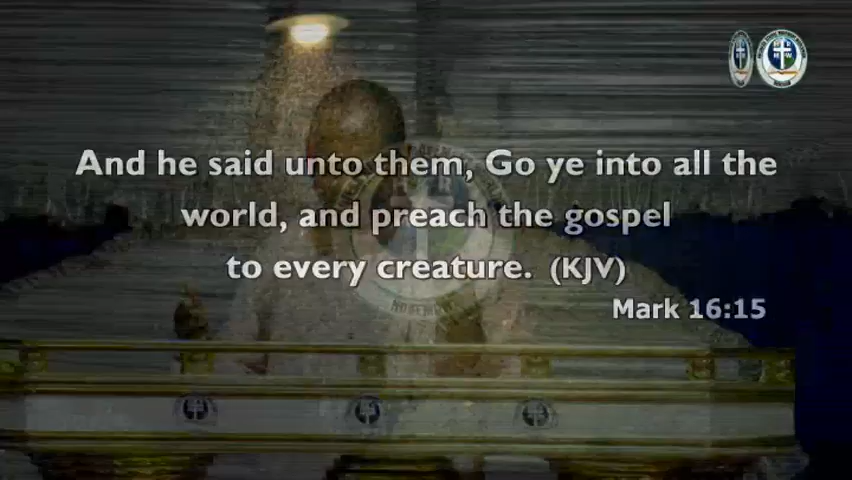 And he said unto them, Go ye into all the
world, and preach the gospel
to every creature. (KJV)
Mark 16:15